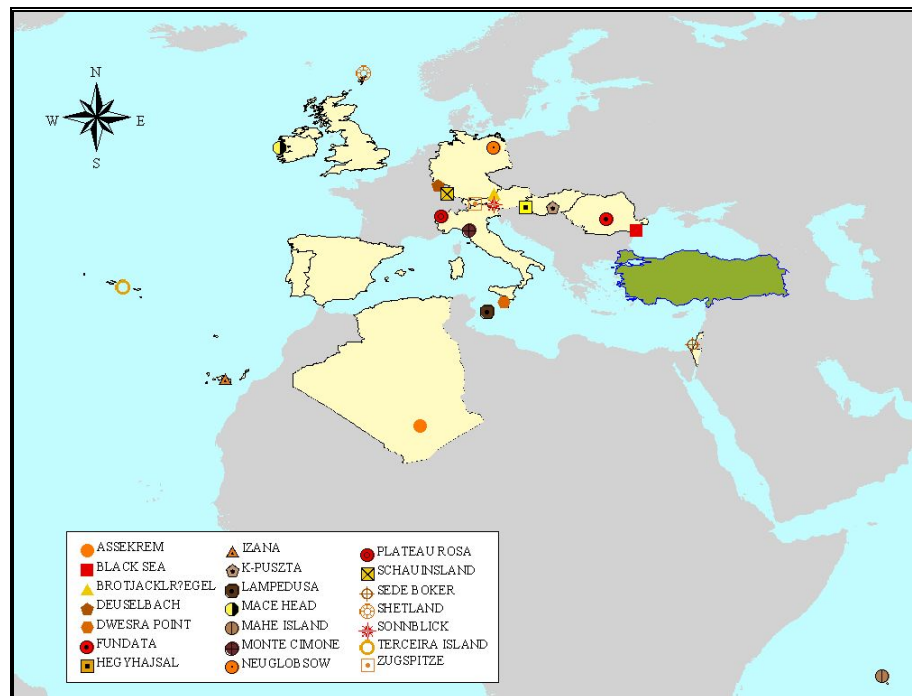 N
W E
S
ASSEKREM
BLACK SEA
BROTJACKLR?EGEL
DEUSELBACH
DWESRA POINT
FUNDATA
HEGYHAJSAL
IZANA
K-PUSZTA
LAMPEDUSA
MACE HEAD
MAHE ISLAND
MONTE CIMONE
NEUGLOBSOW
PLATEAU ROSA
SCHAUINSLAND
SEDE BOKER
SHETLAND
SONNBLICK
TERCEIRA ISLAND
ZUGSPITZE